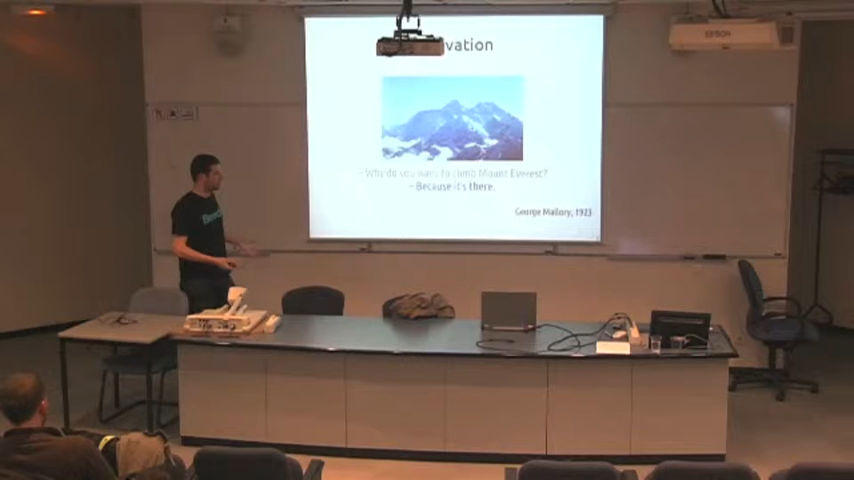 vation
– Why do you want to climb Mount Everest?
– Because it's there.
George Mallory, 1923
EPSON